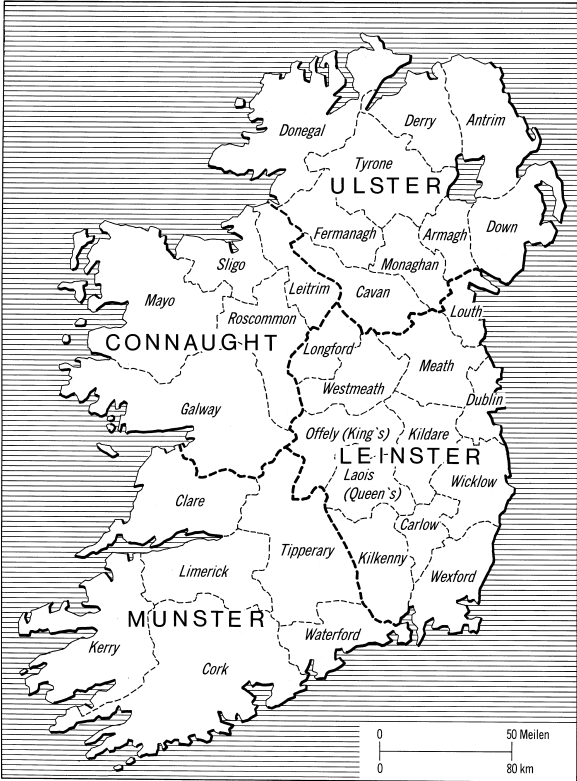 Donegal
Derry
Antrim
Tyrone
ULSTER
Fermanagh
Armagh
Down
Monaghan
Sligo
Leitrim
Cavan
Mayo
Roscommon
Louth
CONNAUGHT
Longford
Meath
Westmeath
Dublin
Galway
Offely (King`s)
Kildare
LEINSTER
Laois
(Queen`s)
Wicklow
Clare
Carlow
Tipperary
Kilkenny
Limerick
Wexford
MUNSTER
Waterford
Kerry
Cork
0 50 Meilen
0 80 km